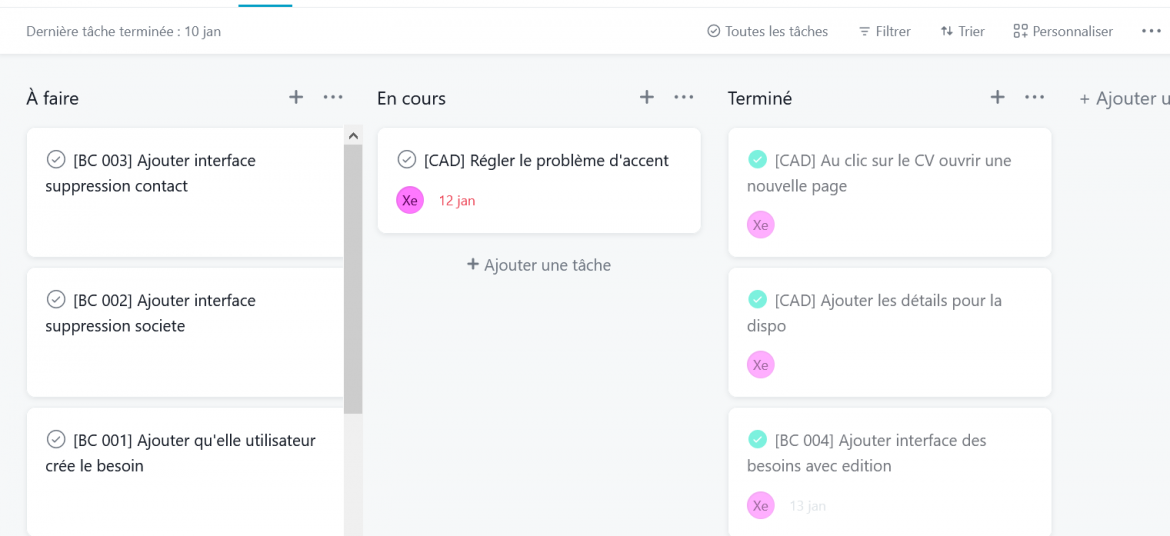 Dernière tâche terminée : 10 jan
Toutes les tâches
Filtrer
Trier
Personnaliser
À faire
[BC 003] Ajouter interface
suppression contact
[BC 002] Ajouter interface
suppression societe
[BC 001] Ajouter qu'elle utilisateur
crée le besoin
En cours
[CAD] Régler le problème d'accent
Xe
12 jan
+ Ajouter une tâche
Terminé
[CAD] Au clic sur le CV ouvrir une
nouvelle page
Xe
[CAD] Ajouter les détails pour la
dispo
Xe
[BC 004] Ajouter interface des
besoins avec edition
Xe
13 jan
+ Ajouter